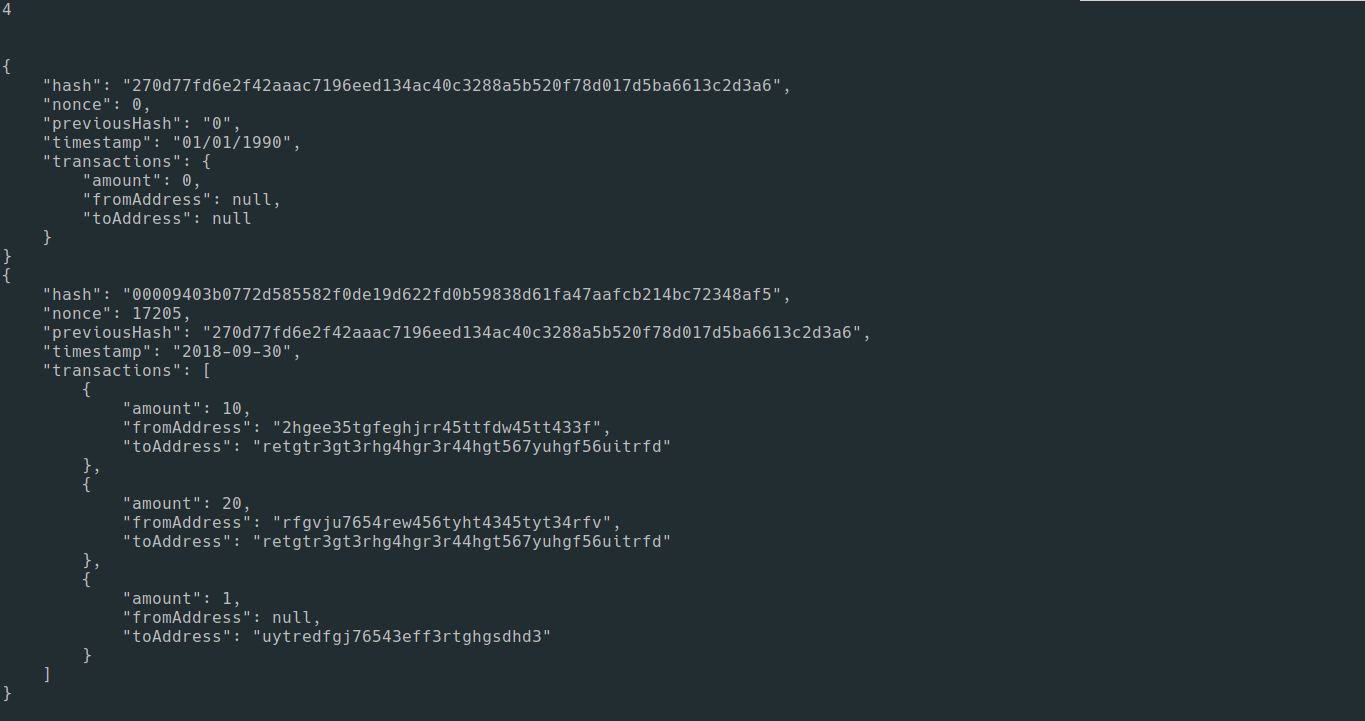 4
{
    "hash": "270d77fd6e2f42aaac7196eed134ac40c3288a5b520f78d017d5ba6613c2d3a6",
    "nonce": 0,
    "previousHash": "0",
    "timestamp": "01/01/1990",
    "transactions": {
        "amount": 0,
        "fromAddress": null,
        "toAddress": null
    }
}
{
    "hash": "00009403b0772d585582f0de19d622fd0b59838d61fa47aafcb214bc72348af5",
    "nonce": 17205,
    "previousHash": "270d77fd6e2f42aaac7196eed134ac40c3288a5b520f78d017d5ba6613c2d3a6",
    "timestamp": "2018-09-30",
    "transactions": [
        {
            "amount": 10,
            "fromAddress": "2hgee35tgfeghjrr45ttfdw45tt433f",
            "toAddress": "retgtr3gt3rhg4hgr3r44hgt567yuhgf56uitrfd"
        },
        {
            "amount": 20,
            "fromAddress": "rfgvju7654rew456tyht4345tyt34rfv",
            "toAddress": "retgtr3gt3rhg4hgr3r44hgt567yuhgf56uitrfd"
        },
        {
            "amount": 1,
            "fromAddress": null,
            "toAddress": "uytredfgj76543eff3rtghgsdhd3"
        }
    ]
}